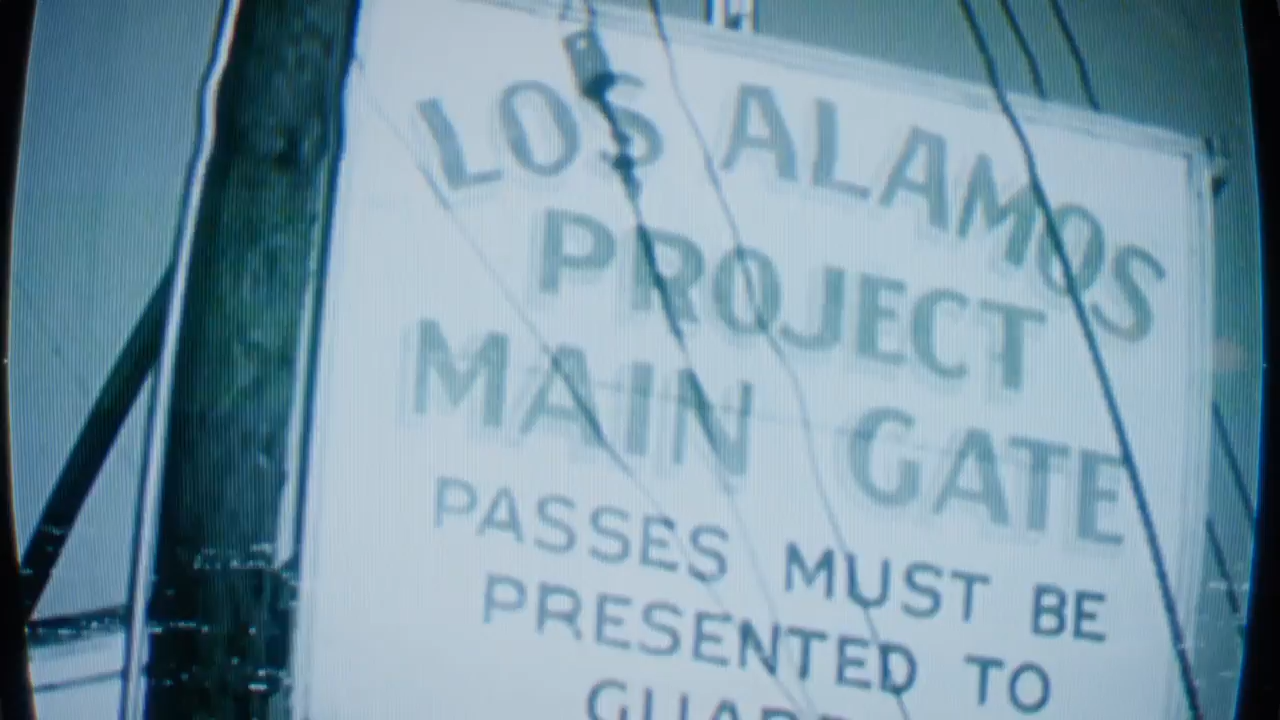 LOS ALAMOS
PROJECT
MAIN GATE
PASSES MUST BE
PRESENTED TO